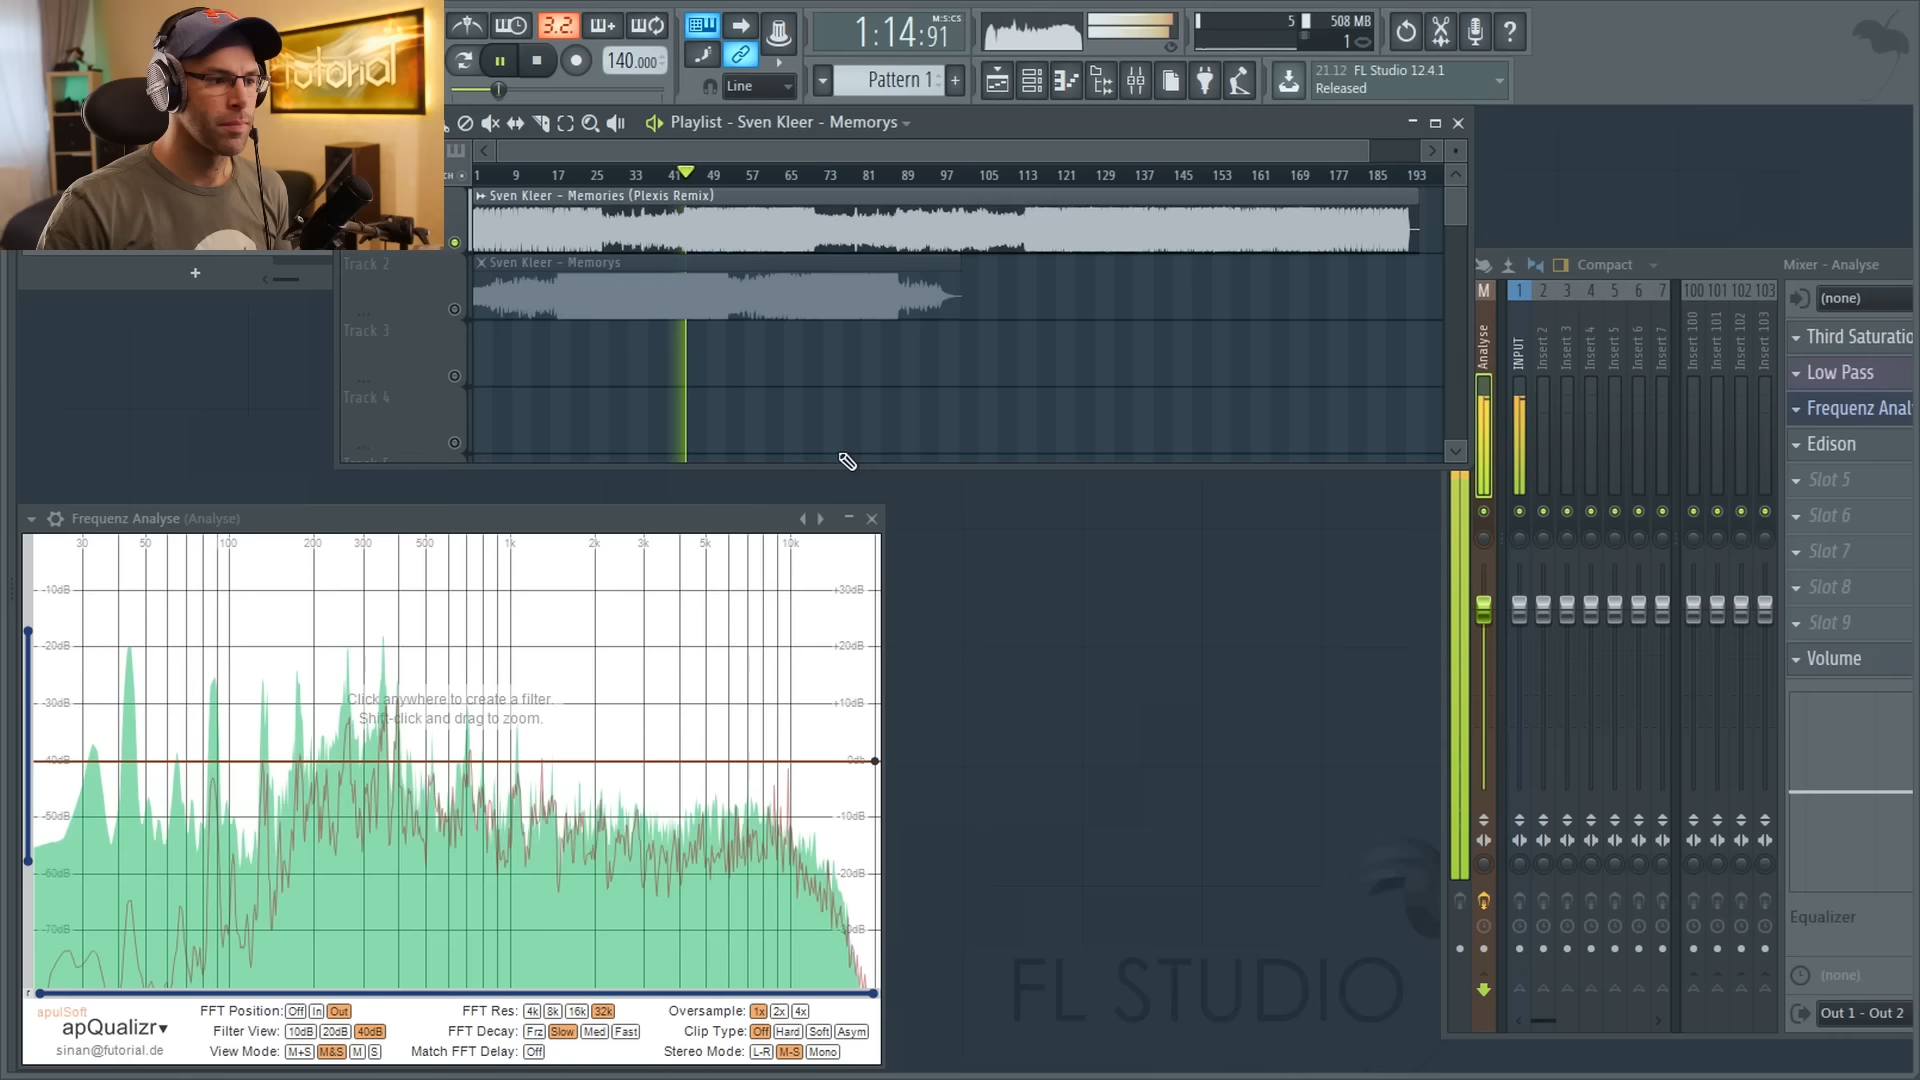 futorial
3.2.
140.000
Line
1:14:91
M:S:CS
Pattern 1
5
508 MB
1
21.12 FL Studio 12.4.1
Released
Playlist - Sven Kleer - Memorys
1 9 17 25 33 41 49 57 65 73 81 89 97 105 113 121 129 137 145 153 161 169 177 185 193
Sven Kleer - Memories (Plexis Remix)
Track 2
Sven Kleer - Memorys
Track 3
Track 4
Compact
Mixer - Analyse
M 1 2 3 4 5 6 7 100 101 102 103
Analyse
INPUT
Insert 2
Insert 3
Insert 4
Insert 5
Insert 6
Insert 7
Insert 100
Insert 101
Insert 102
Insert 103
(none)
Third Saturatio
Low Pass
Frequenz Anal
Edison
Slot 5
Slot 6
Slot 7
Slot 8
Slot 9
Volume
Equalizer
(none)
Out 1 - Out 2
Frequenz Analyse (Analyse)
30 50 100 200 300 500 1k 2k 3k 5k 10k
-10dB +30dB
-20dB +20dB
-30dB +10dB
Click anywhere to create a filter.
Shift-click and drag to zoom.
-40dB 0dB
-50dB -10dB
-60dB -20dB
-70dB -30dB
apulSoft
apQualizr
sinan@futorial.de
FFT Position: Off In Out
Filter View: 10dB 20dB 40dB
View Mode: M+S M&S M S
FFT Res: 4k 8k 16k 32k
FFT Decay: Frz Slow Med Fast
Match FFT Delay: Off
Oversample: 1x 2x 4x
Clip Type: Off Hard Soft Asym
Stereo Mode: L-R M-S Mono
FL STUDIO